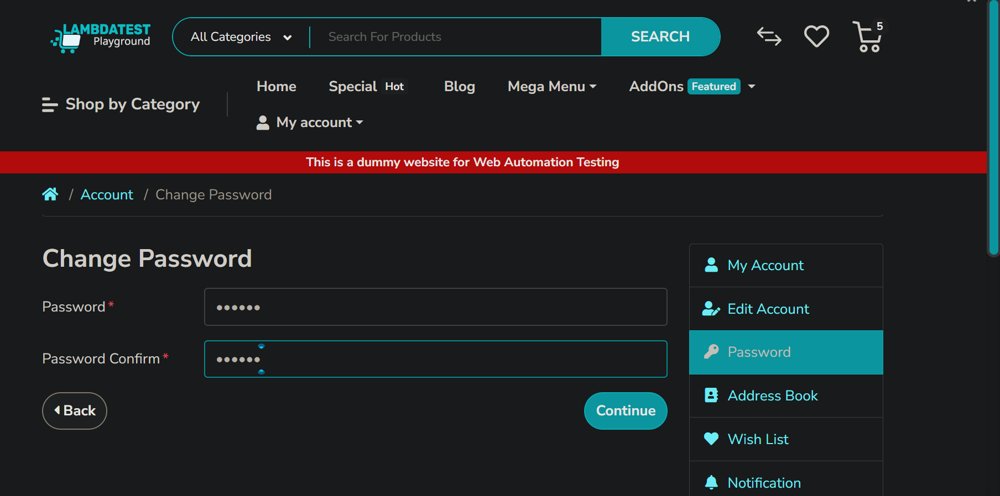 LAMBDATEST
Playground
All Categories
Search For Products
SEARCH
5
Shop by Category
Home
Special Hot
Blog
Mega Menu
AddOns Featured
My account
This is a dummy website for Web Automation Testing
/ Account / Change Password
Change Password
Password *
••••••
Password Confirm *
••••••
Back
Continue
My Account
Edit Account
Password
Address Book
Wish List
Notification